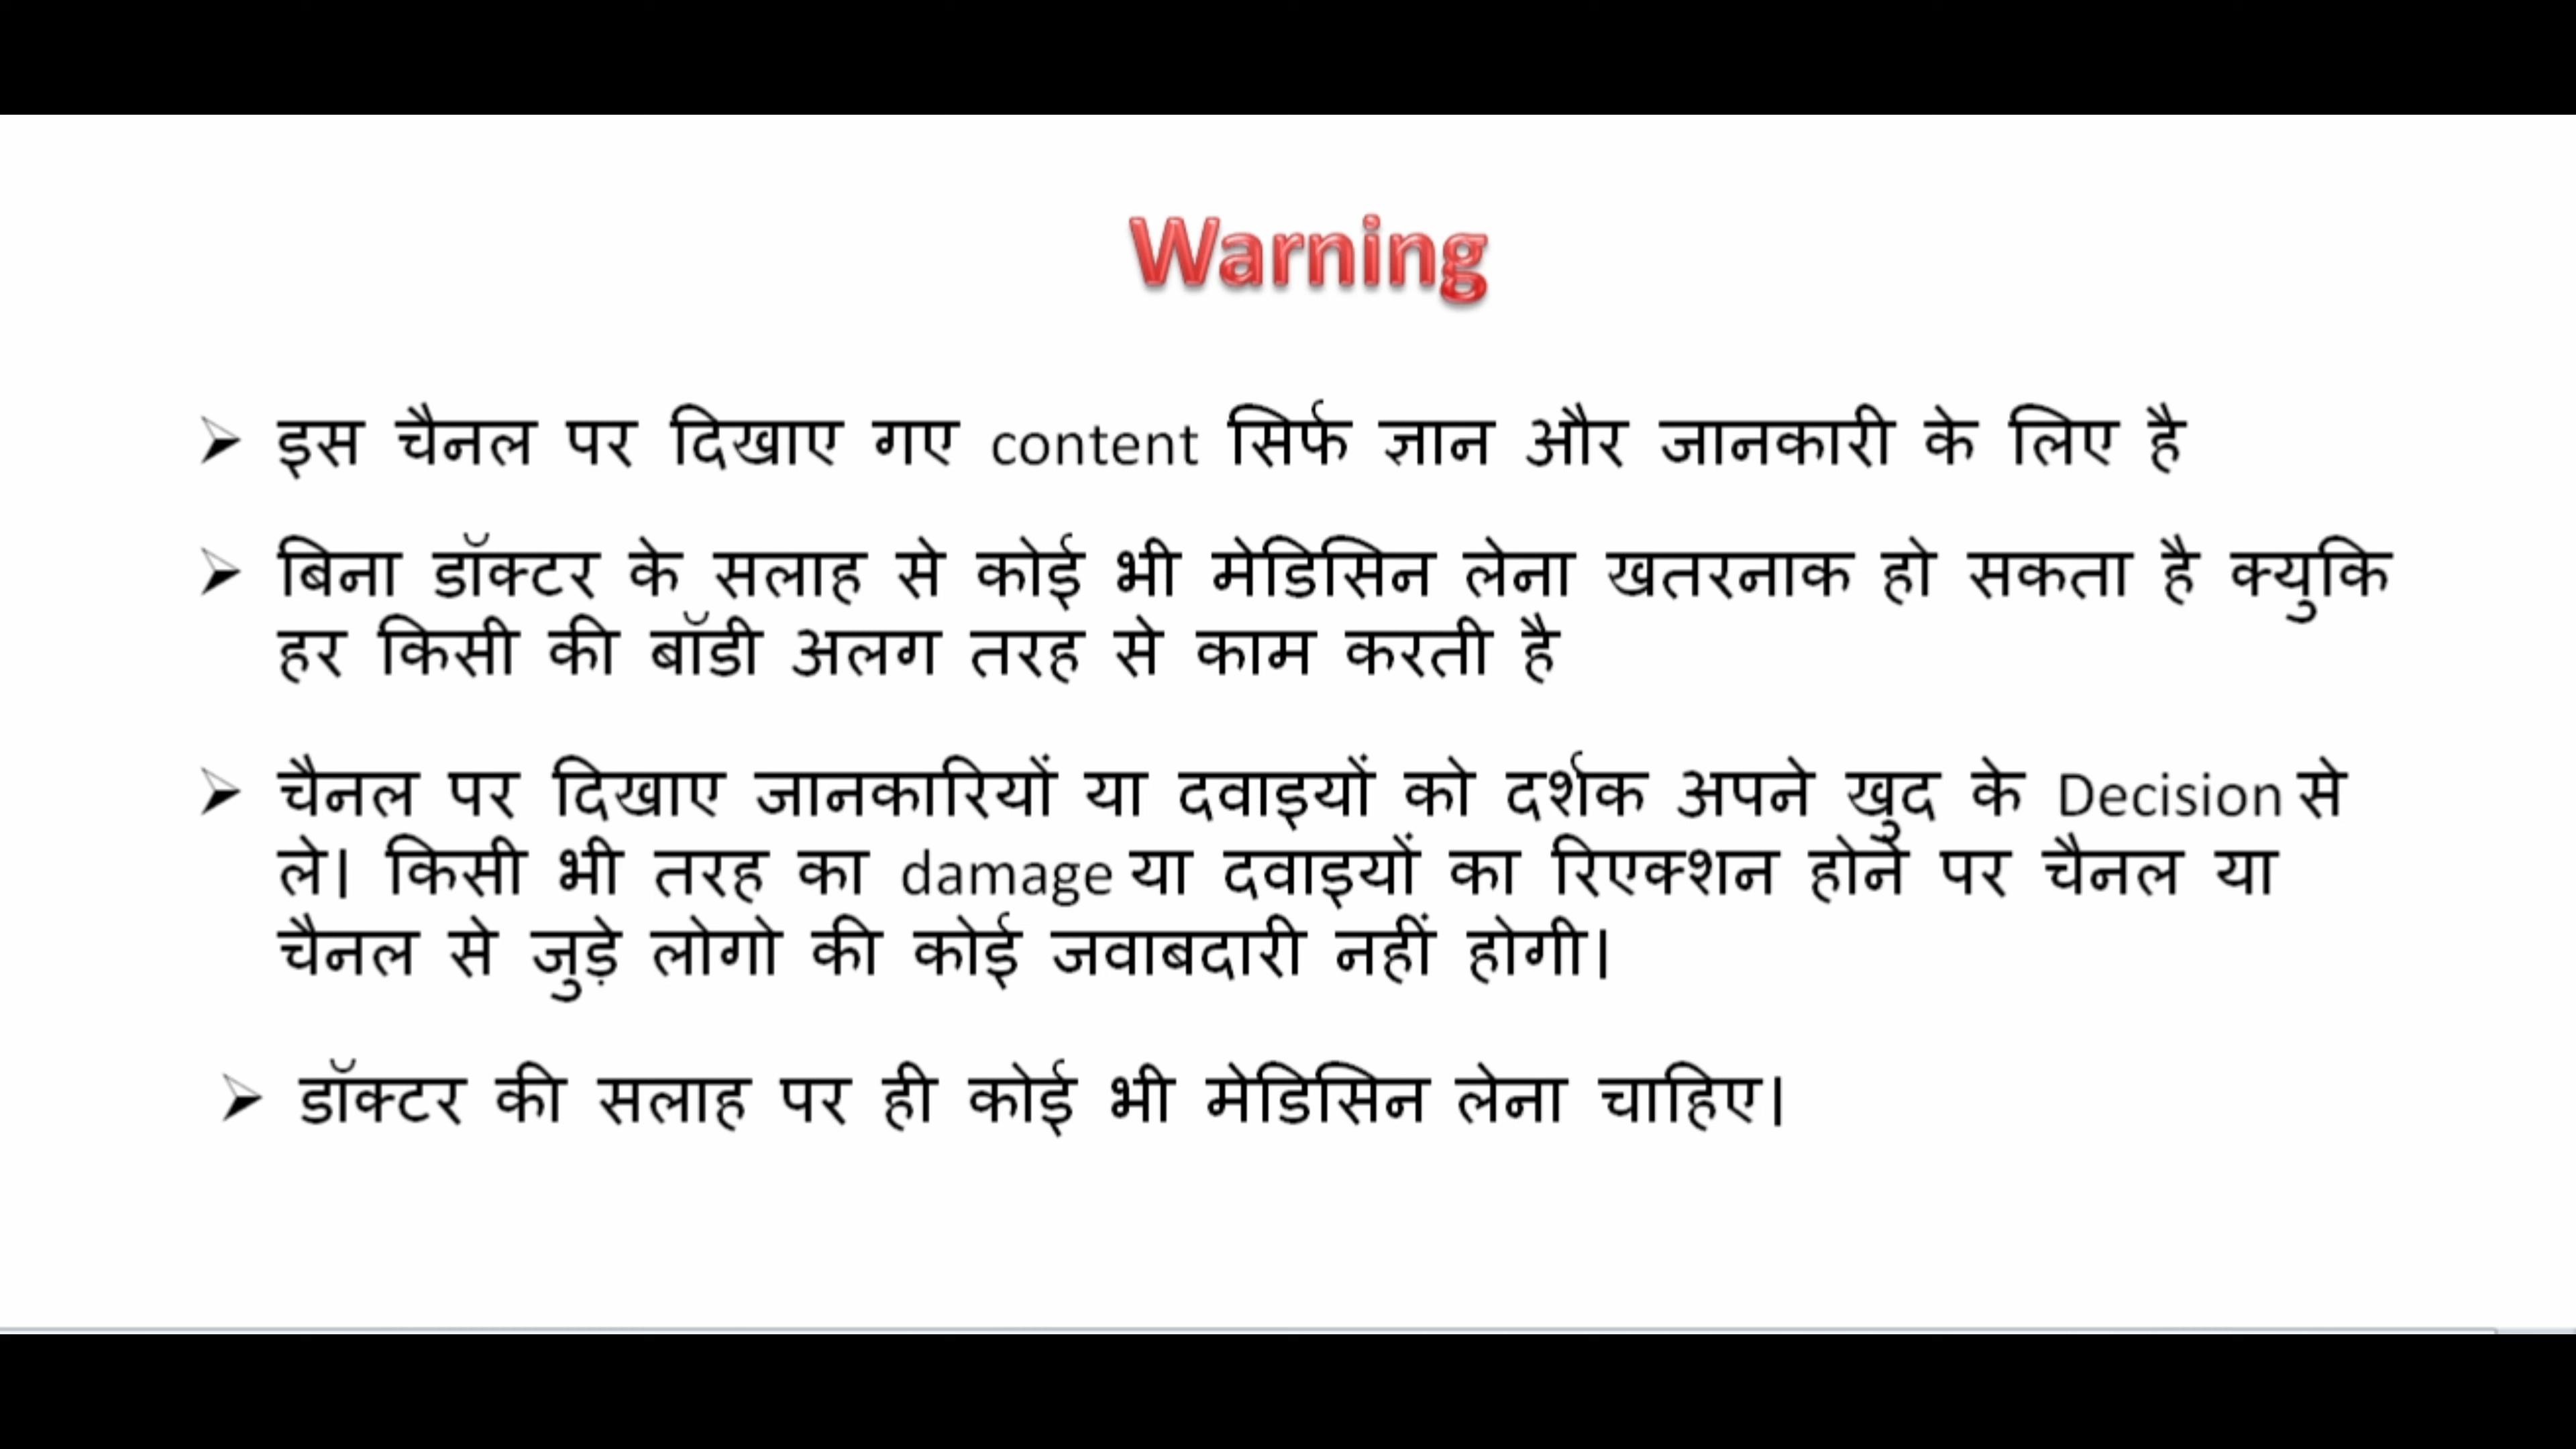 Warning
इस चैनल पर दिखाए गए content सिर्फ ज्ञान और जानकारी के लिए है
बिना डॉक्टर के सलाह से कोई भी मेडिसिन लेना खतरनाक हो सकता है क्युकि
हर किसी की बॉडी अलग तरह से काम करती है
चैनल पर दिखाए जानकारियों या दवाइयों को दर्शक अपने खुद के Decision से
ले। किसी भी तरह का damage या दवाइयों का रिएक्शन होने पर चैनल या
चैनल से जुड़े लोगो की कोई जवाबदारी नहीं होगी।
डॉक्टर की सलाह पर ही कोई भी मेडिसिन लेना चाहिए।